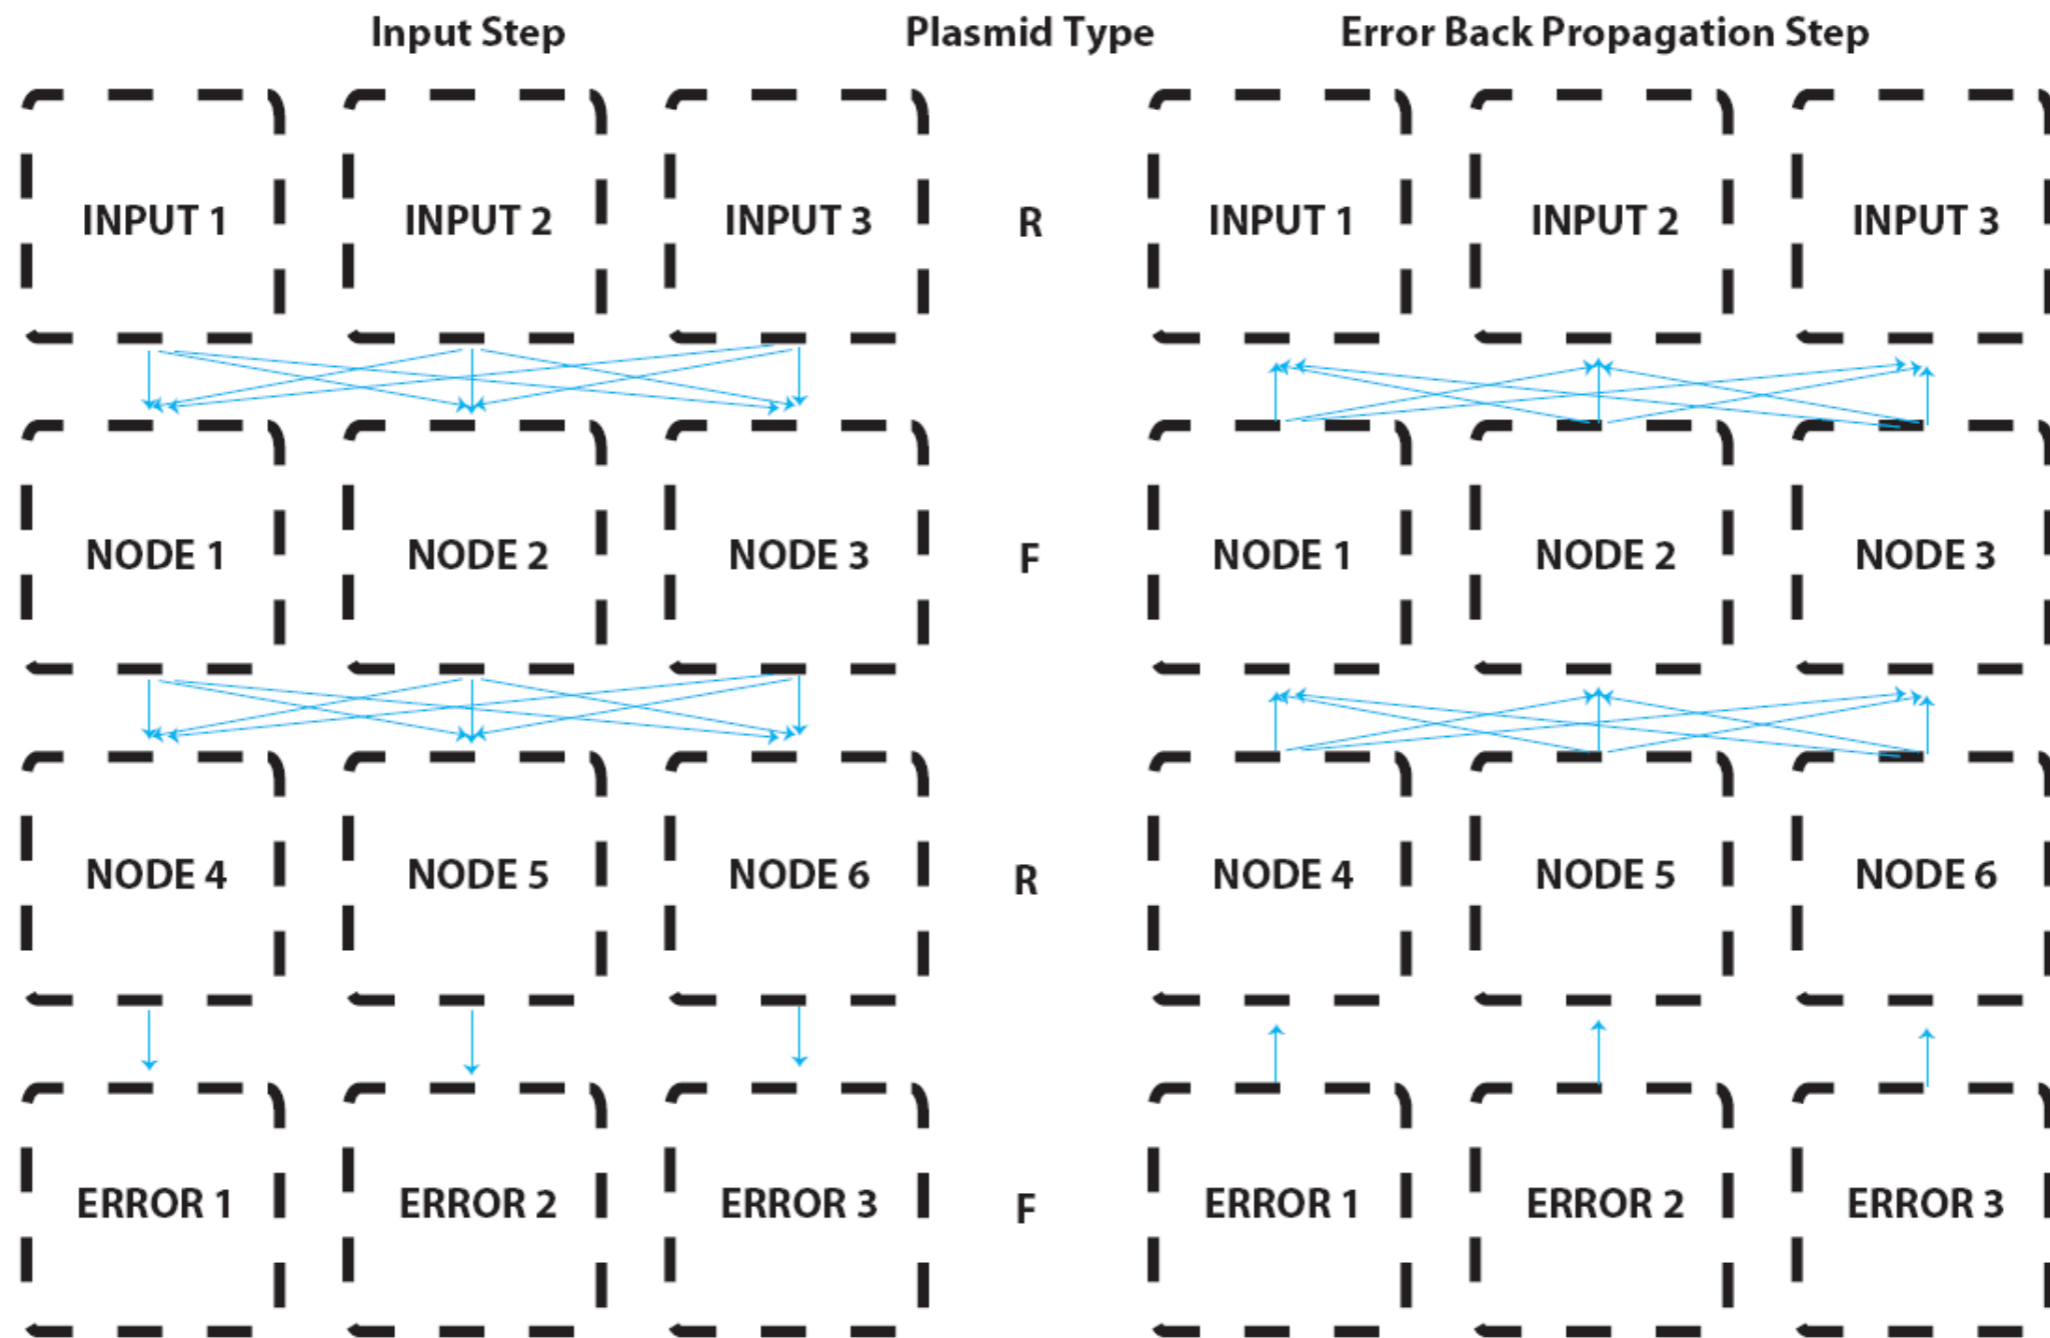 Input Step Plasmid Type Error Back Propagation Step
INPUT 1 INPUT 2 INPUT 3 R INPUT 1 INPUT 2 INPUT 3
NODE 1 NODE 2 NODE 3 F NODE 1 NODE 2 NODE 3
NODE 4 NODE 5 NODE 6 R NODE 4 NODE 5 NODE 6
ERROR 1 ERROR 2 ERROR 3 F ERROR 1 ERROR 2 ERROR 3